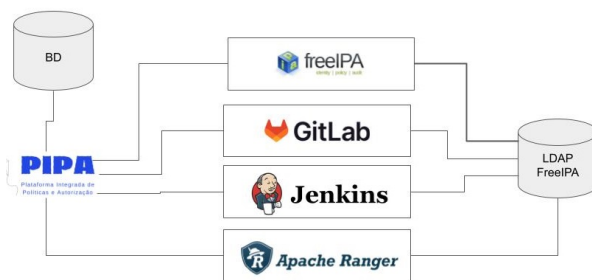 BD
freeIPA
identity | policy | audit
GitLab
PIPA
Plataforma Integrada de
Políticas e Autorização
Jenkins
LDAP
FreeIPA
Apache Ranger